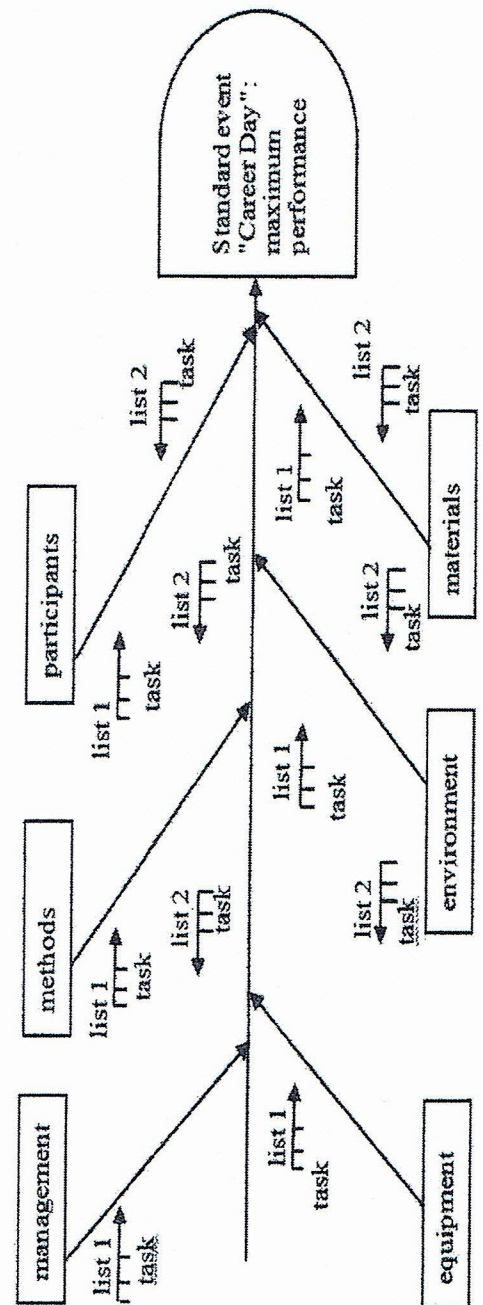 management
methods
participants
list 1
task
list 1
task
list 1
task
list 2
task
list 2
task
list 2
task
Standard event
"Career Day":
maximum
performance
list 1
task
list 1
task
list 1
task
list 2
task
list 2
task
list 2
task
equipment
environment
materials